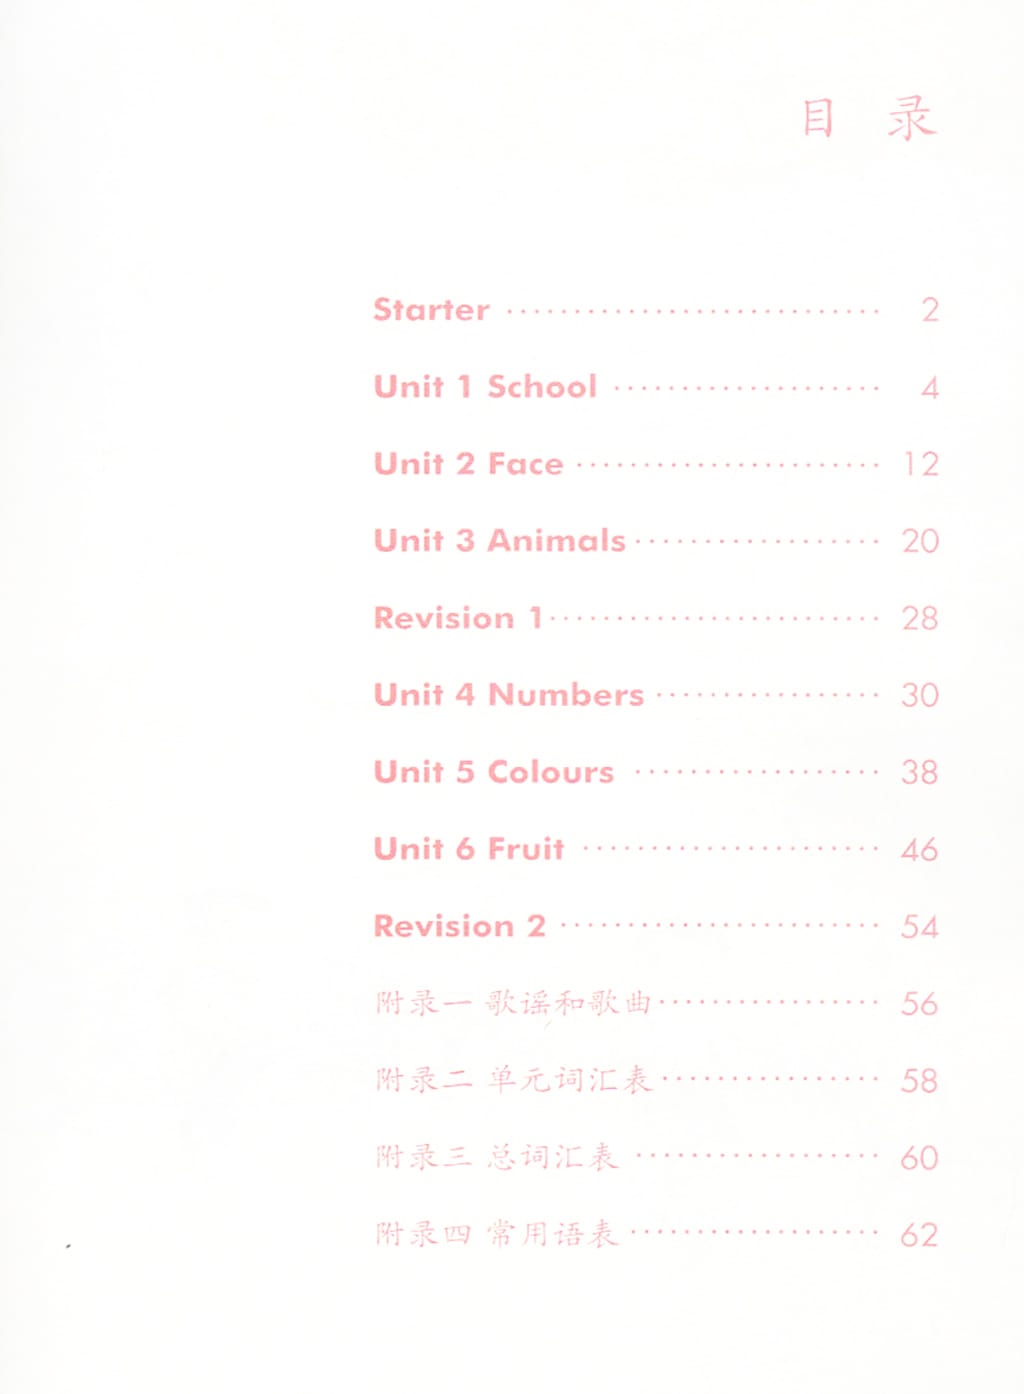 目 录
Starter ··························· 2
Unit 1 School ···················· 4
Unit 2 Face ······················· 12
Unit 3 Animals ··················· 20
Revision 1 ························· 28
Unit 4 Numbers ················· 30
Unit 5 Colours ··················· 38
Unit 6 Fruit ······················ 46
Revision 2 ························ 54
附录一 歌谣和歌曲 ················· 56
附录二 单元词汇表 ················· 58
附录三 总词汇表 ··················· 60
附录四 常用语表 ··················· 62